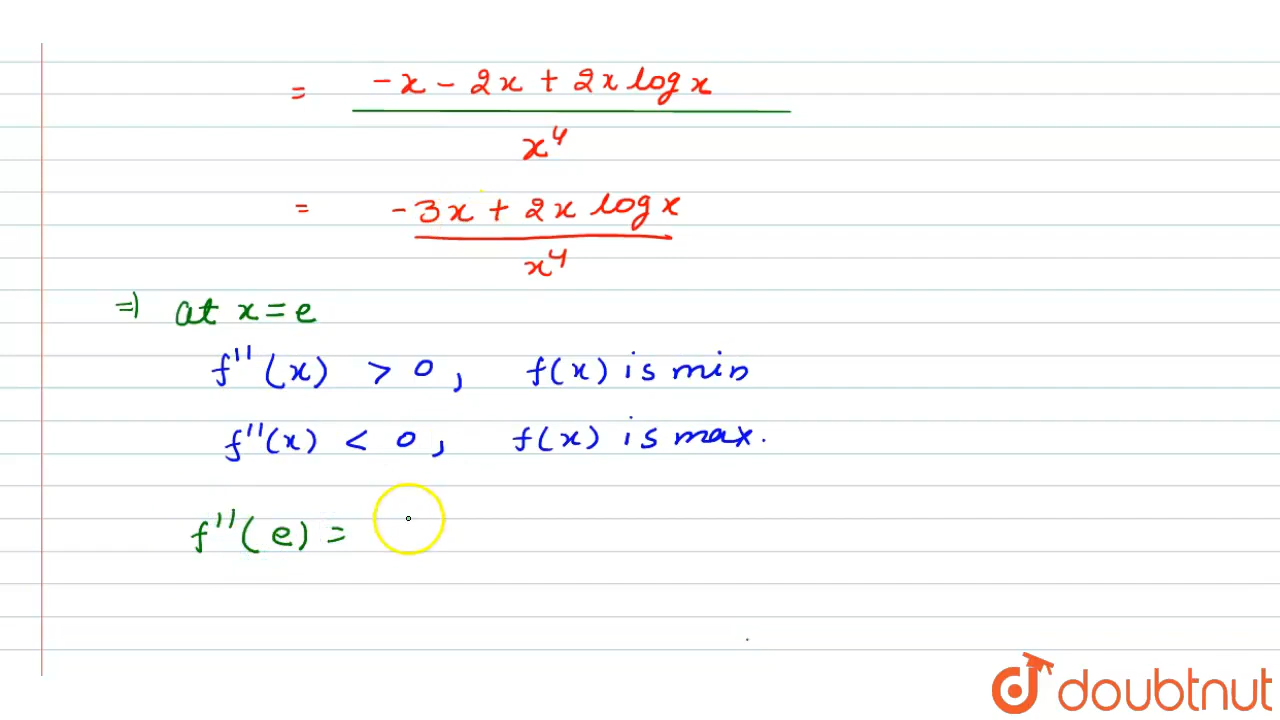 = -x - 2x + 2x log x
x⁴
= -3x + 2x log x
x⁴
⇒ at x = e
f''(x) > 0, f(x) is min
f''(x) < 0, f(x) is max.
f''(e) =
doubtnut